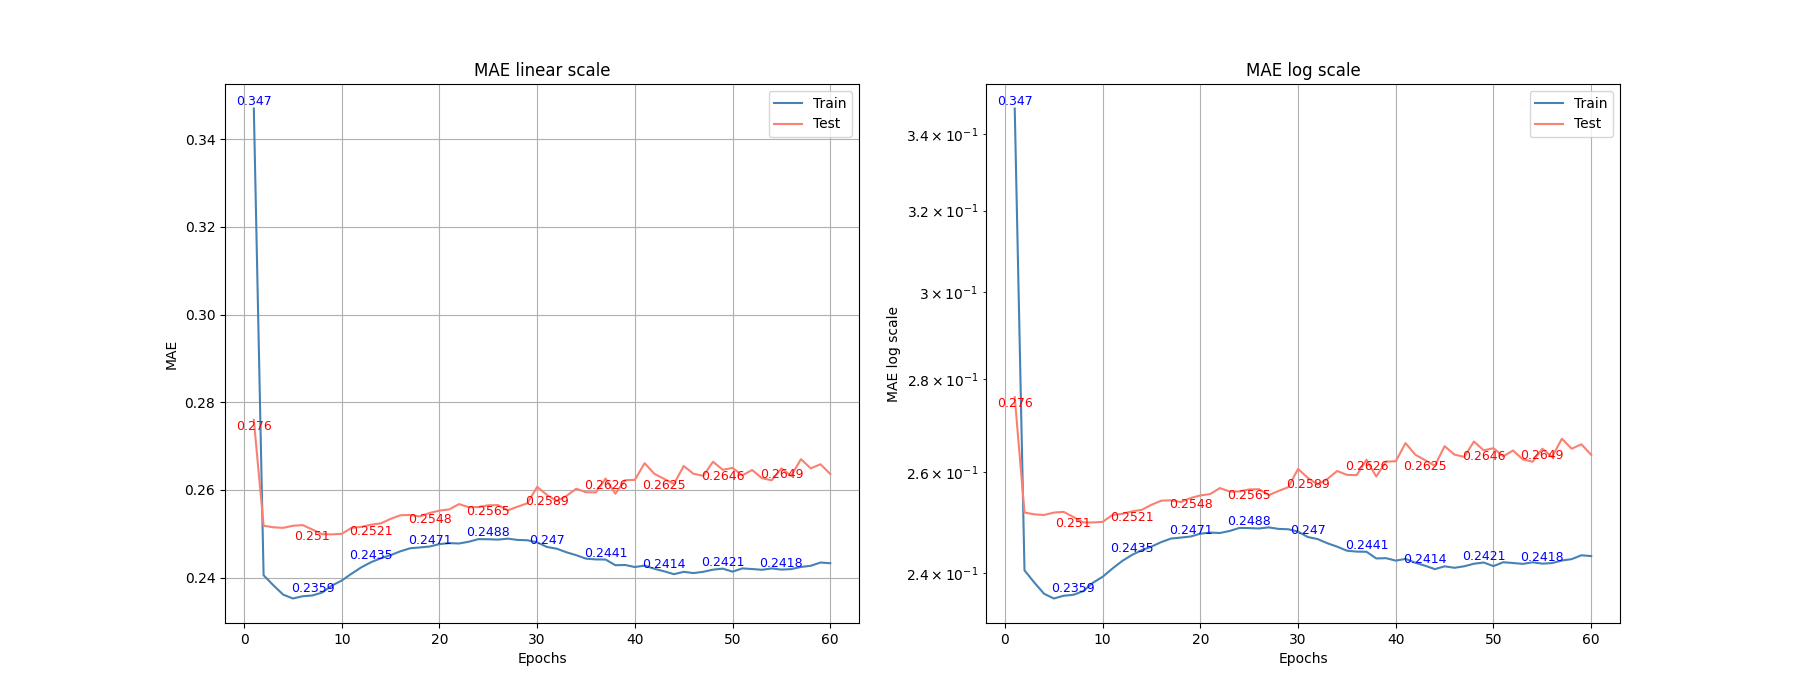 MAE linear scale
0.347
Train
Test
0.34
0.32
0.30
0.28
0.26
0.24
MAE
0.276
0.251
0.2521
0.2548
0.2565
0.2589
0.2626
0.2625
0.2646
0.2649
0.2359
0.2435
0.2471
0.2488
0.247
0.2441
0.2414
0.2421
0.2418
0 10 20 30 40 50 60
Epochs
MAE log scale
0.347
Train
Test
3.4 × 10⁻¹
3.2 × 10⁻¹
3 × 10⁻¹
2.8 × 10⁻¹
2.6 × 10⁻¹
2.4 × 10⁻¹
MAE log scale
0.276
0.251
0.2521
0.2548
0.2565
0.2589
0.2626
0.2625
0.2646
0.2649
0.2359
0.2435
0.2471
0.2488
0.247
0.2441
0.2414
0.2421
0.2418
0 10 20 30 40 50 60
Epochs